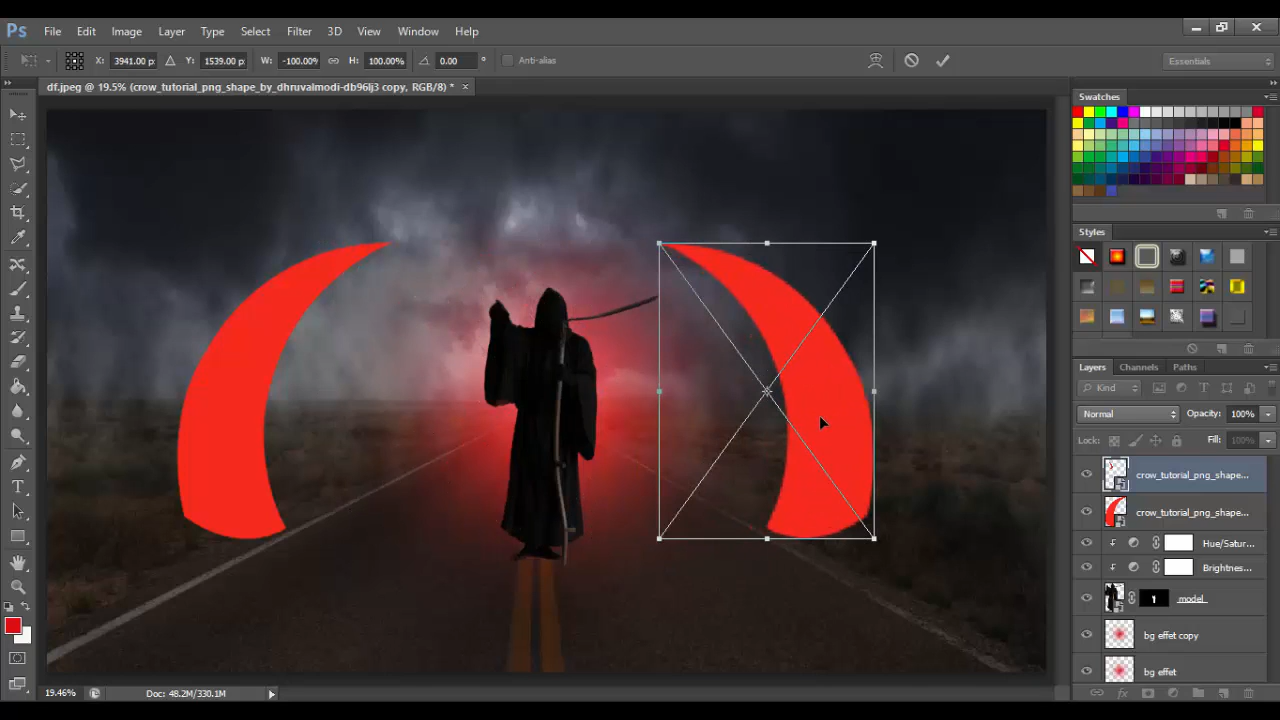 Ps File Edit Image Layer Type Select Filter 3D View Window Help
X: 3941.00 p: Y: 1539.00 p: W: -100.00% H: 100.00% 0.00 ° Anti-alias Essentials
df.jpeg @ 19.5% (crow_tutorial_png_shape_by_dhruvalmodi-db96lj3 copy, RGB/8) * ×
Swatches
Styles
Layers Channels Paths
Kind
Normal Opacity: 100%
Lock: Fill: 100%
crow_tutorial_png_shape...
crow_tutorial_png_shape...
Hue/Satur...
Brightnes...
model
bg effet copy
bg effet
19.46% Doc: 48.2M/330.1M